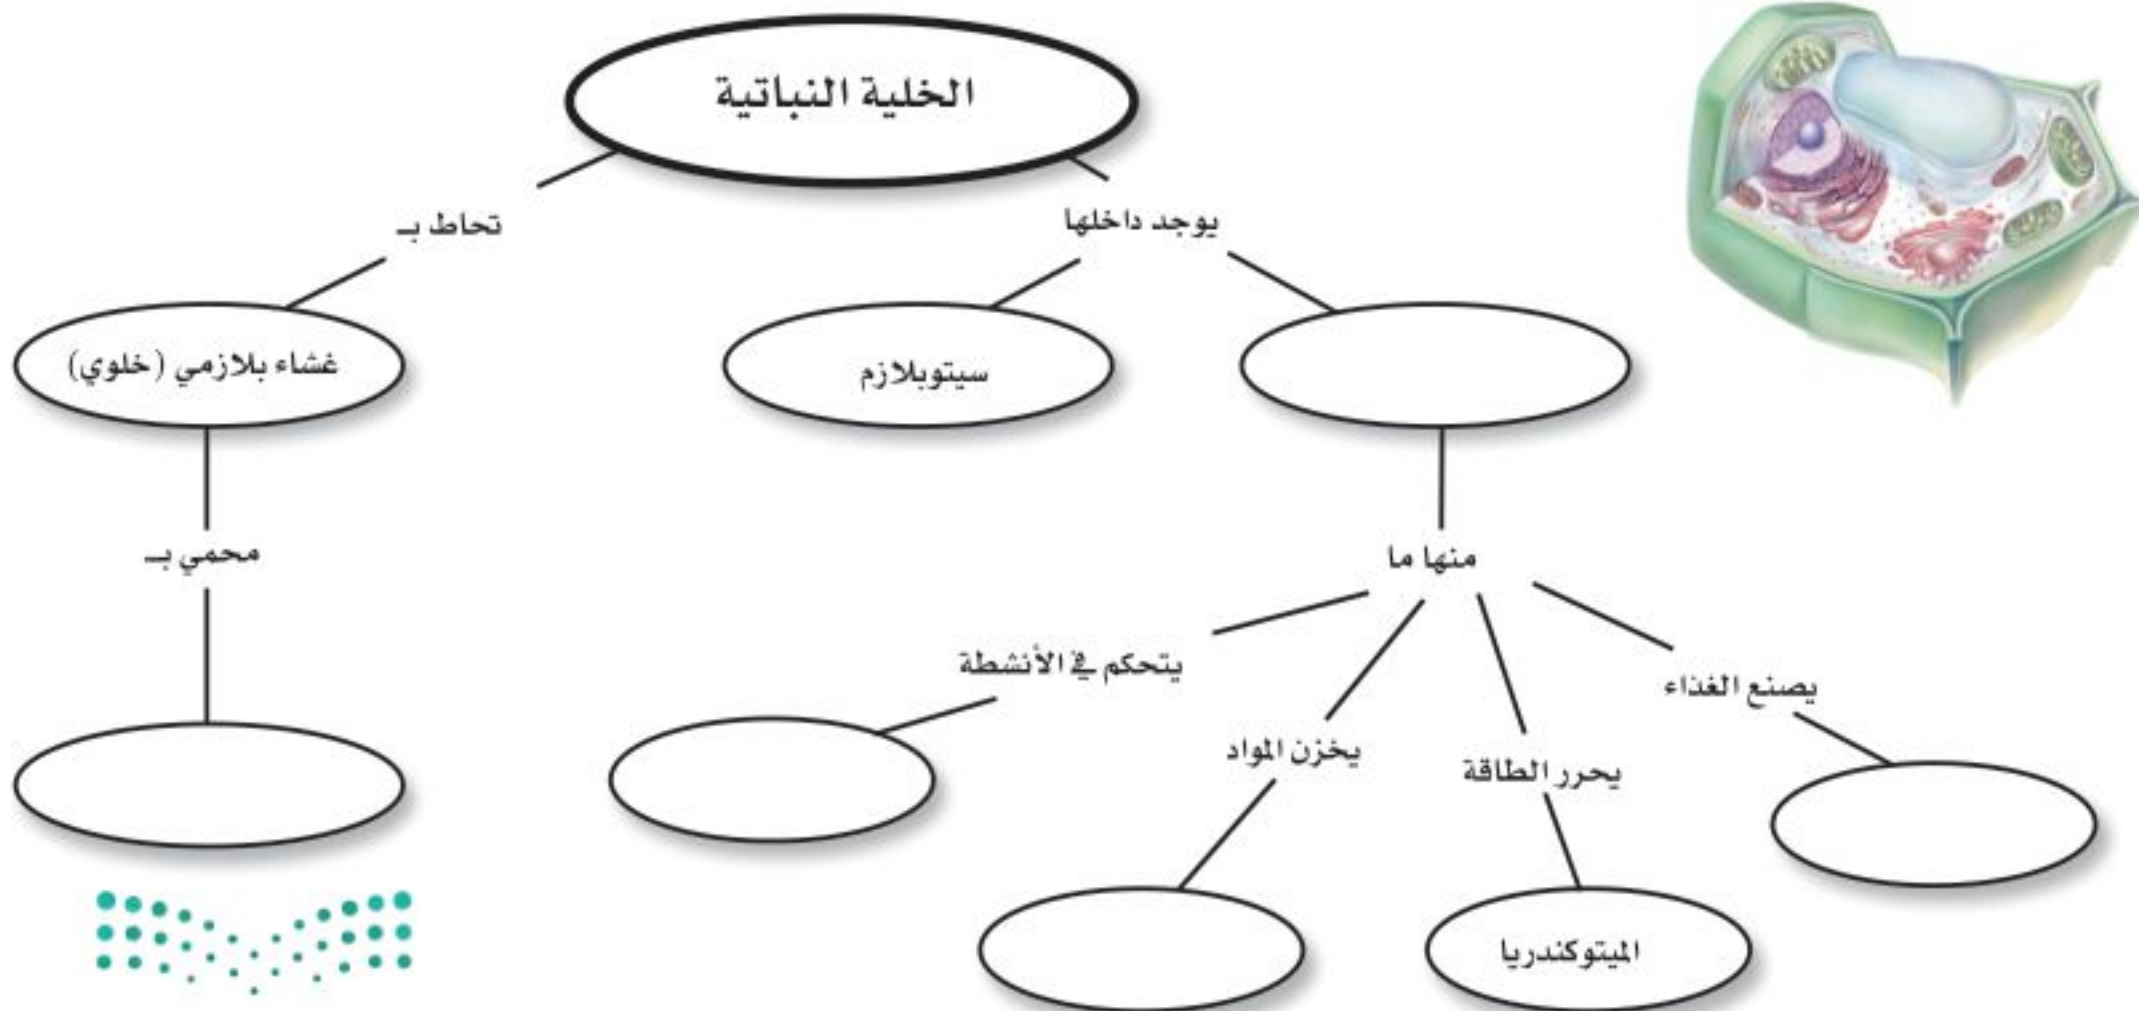 الخلية النباتية
يوجد داخلها
تحاط بـ
سيتوبلازم
غشاء بلازمي (خلوي)
منها ما
محمي بـ
يصنع الغذاء
يحرر الطاقة
يخزن المواد
يتحكم في الأنشطة
الميتوكندريا